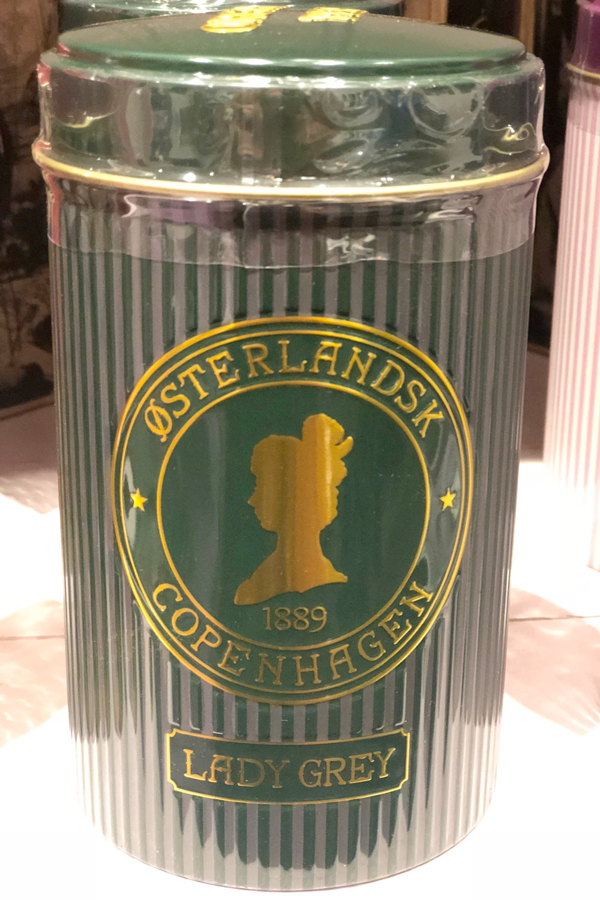 ØSTERLANDSK
1889
COPENHAGEN
LADY GREY